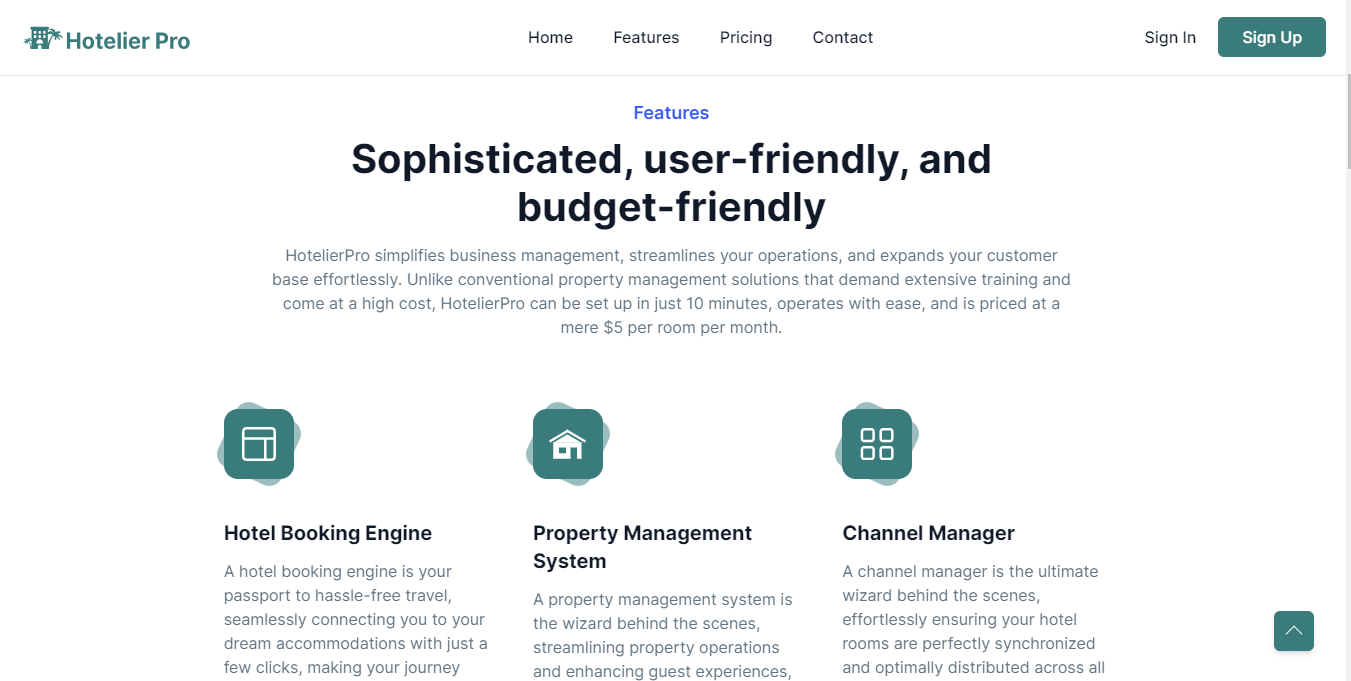 Hotelier Pro
Home
Features
Pricing
Contact
Sign In
Sign Up
Features
Sophisticated, user-friendly, and
budget-friendly
HotelierPro simplifies business management, streamlines your operations, and expands your customer
base effortlessly. Unlike conventional property management solutions that demand extensive training and
come at a high cost, HotelierPro can be set up in just 10 minutes, operates with ease, and is priced at a
mere $5 per room per month.
Hotel Booking Engine
A hotel booking engine is your
passport to hassle-free travel,
seamlessly connecting you to your
dream accommodations with just a
few clicks, making your journey
Property Management
System
A property management system is
the wizard behind the scenes,
streamlining property operations
and enhancing guest experiences,
Channel Manager
A channel manager is the ultimate
wizard behind the scenes,
effortlessly ensuring your hotel
rooms are perfectly synchronized
and optimally distributed across all